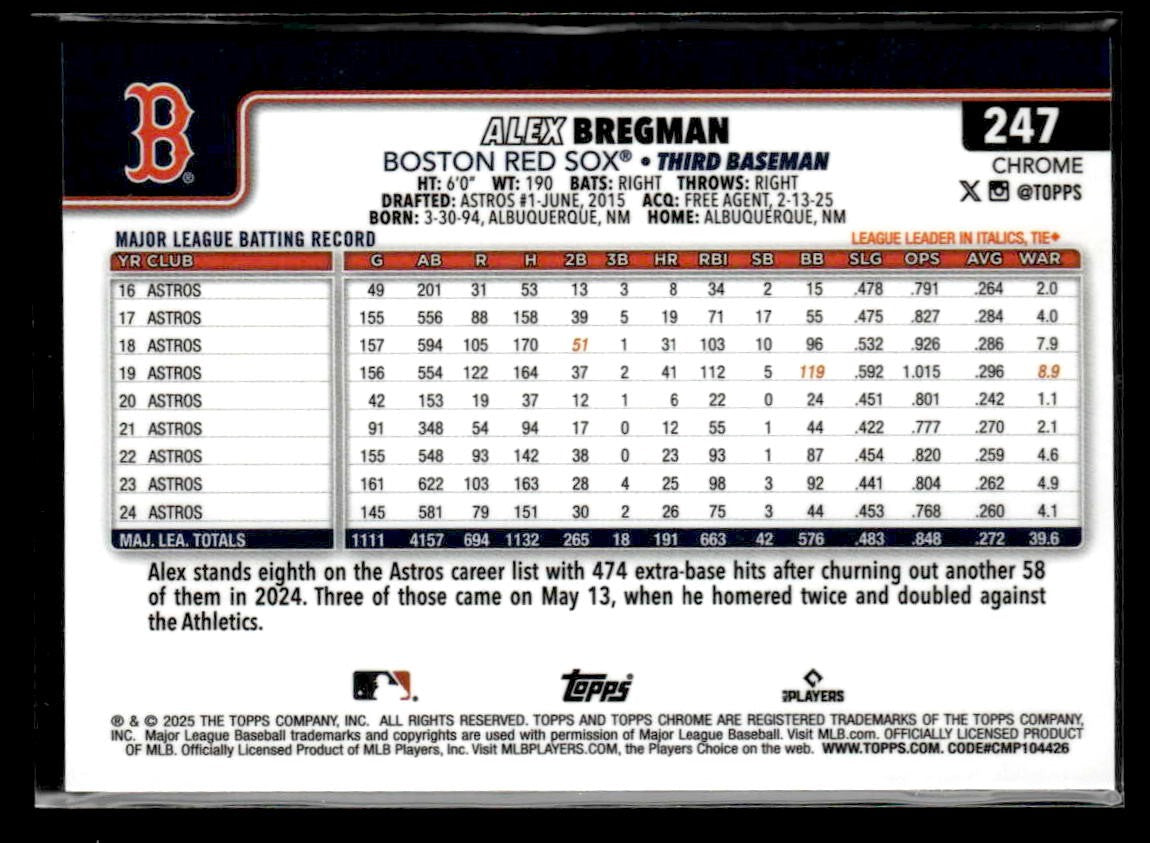 B®
ALEX BREGMAN
247
BOSTON RED SOX® • THIRD BASEMAN
CHROME
HT: 6'0" WT: 190 BATS: RIGHT THROWS: RIGHT
X @TOPPS
DRAFTED: ASTROS #1-JUNE, 2015 ACQ: FREE AGENT, 2-13-25
BORN: 3-30-94, ALBUQUERQUE, NM HOME: ALBUQUERQUE, NM
MAJOR LEAGUE BATTING RECORD LEAGUE LEADER IN ITALICS, TIE♦
YR CLUB G AB R H 2B 3B HR RBI SB BB SLG OPS AVG WAR
16 ASTROS 49 201 31 53 13 3 8 34 2 15 .478 .791 .264 2.0
17 ASTROS 155 556 88 158 39 5 19 71 17 55 .475 .827 .284 4.0
18 ASTROS 157 594 105 170 51 1 31 103 10 96 .532 .926 .286 7.9
19 ASTROS 156 554 122 164 37 2 41 112 5 119 .592 1.015 .296 8.9
20 ASTROS 42 153 19 37 12 1 6 22 0 24 .451 .801 .242 1.1
21 ASTROS 91 348 54 94 17 0 12 55 1 44 .422 .777 .270 2.1
22 ASTROS 155 548 93 142 38 0 23 93 1 87 .454 .820 .259 4.6
23 ASTROS 161 622 103 163 28 4 25 98 3 92 .441 .804 .262 4.9
24 ASTROS 145 581 79 151 30 2 26 75 3 44 .453 .768 .260 4.1
MAJ. LEA. TOTALS 1111 4157 694 1132 265 18 191 663 42 576 .483 .848 .272 39.6
Alex stands eighth on the Astros career list with 474 extra-base hits after churning out another 58
of them in 2024. Three of those came on May 13, when he homered twice and doubled against
the Athletics.
topps®
MLB PLAYERS
® & © 2025 THE TOPPS COMPANY, INC. ALL RIGHTS RESERVED. TOPPS AND TOPPS CHROME ARE REGISTERED TRADEMARKS OF THE TOPPS COMPANY,
INC. Major League Baseball trademarks and copyrights are used with permission of Major League Baseball. Visit MLB.com. OFFICIALLY LICENSED PRODUCT
OF MLB. Officially Licensed Product of MLB Players, Inc. Visit MLBPLAYERS.COM, the Players Choice on the web. WWW.TOPPS.COM. CODE#CMP104426